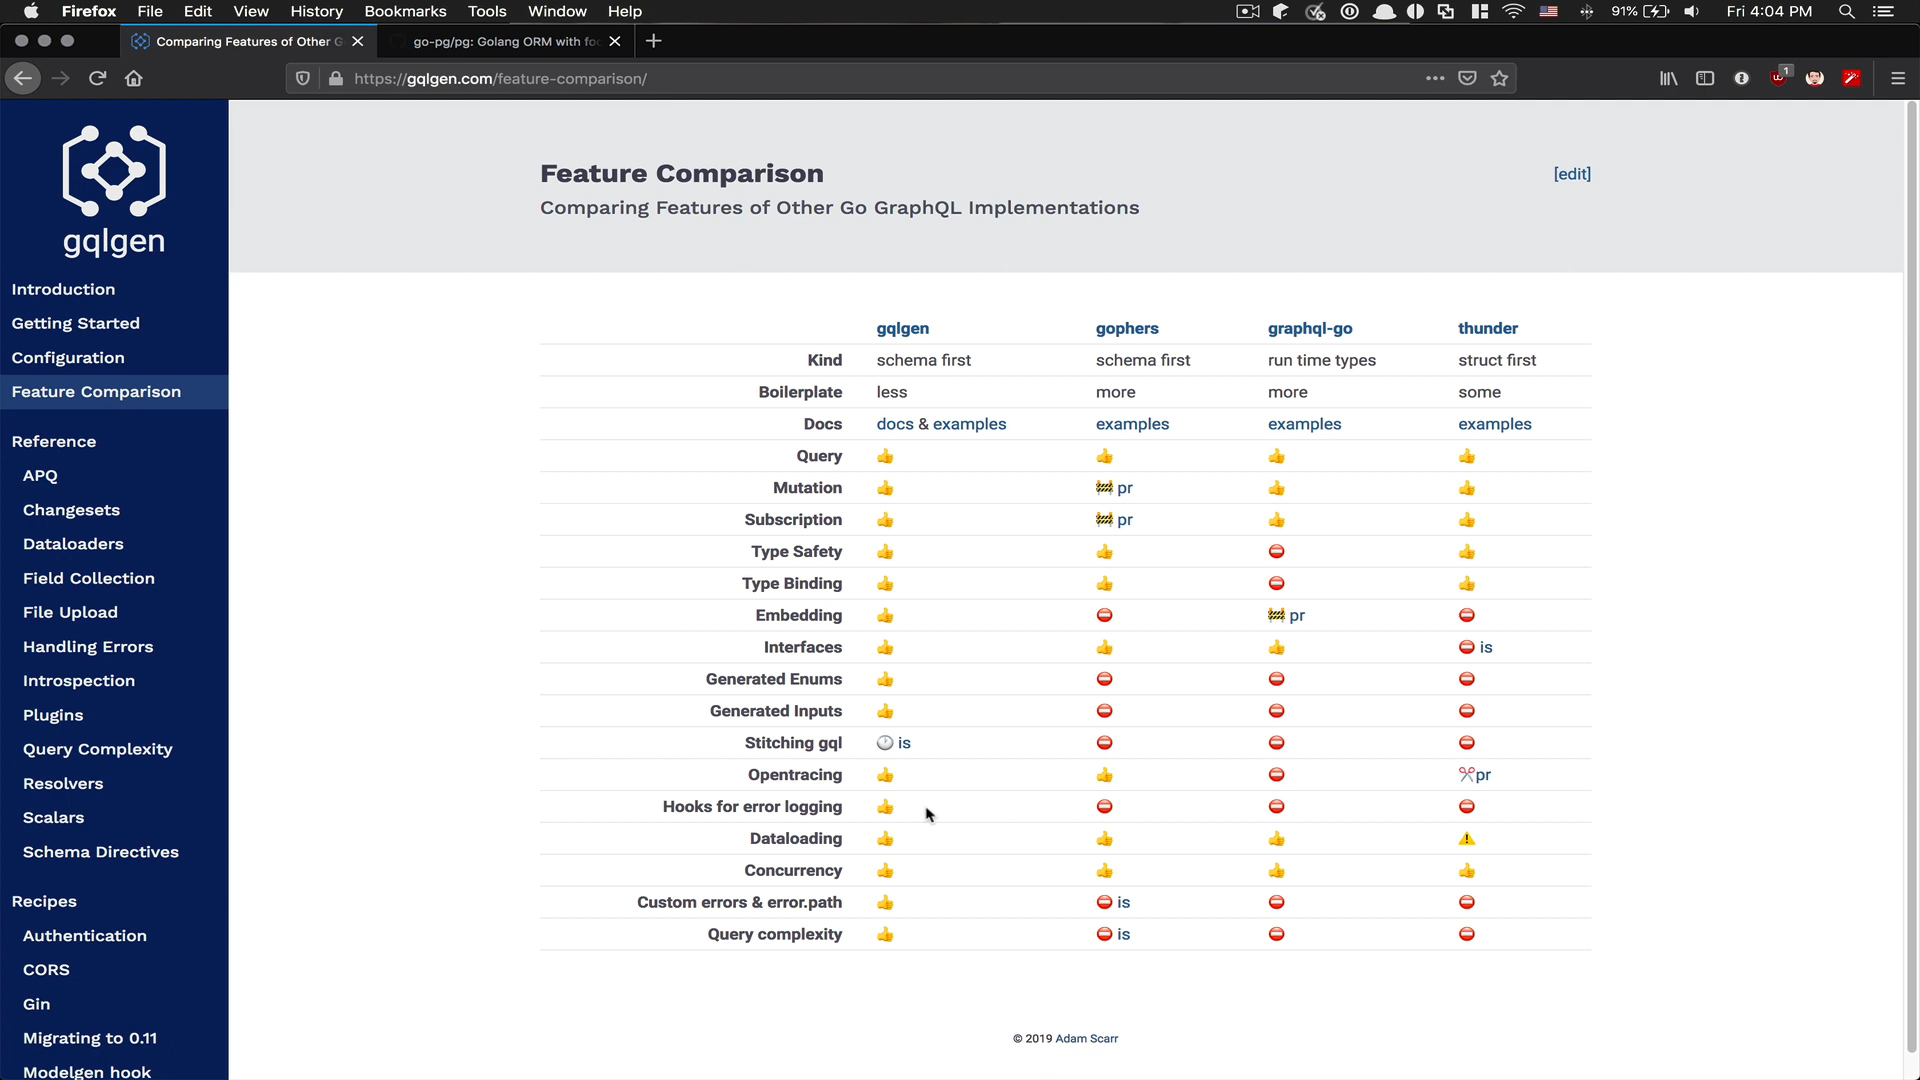 Firefox File Edit View History Bookmarks Tools Window Help 91% Fri 4:04 PM
Comparing Features of Other G go-pg/pg: Golang ORM with fo
https://gqlgen.com/feature-comparison/ 1
gqlgen
Introduction
Getting Started
Configuration
Feature Comparison
Reference
APQ
Changesets
Dataloaders
Field Collection
File Upload
Handling Errors
Introspection
Plugins
Query Complexity
Resolvers
Scalars
Schema Directives
Recipes
Authentication
CORS
Gin
Migrating to 0.11
Modelgen hook
Feature Comparison [edit]
Comparing Features of Other Go GraphQL Implementations
gqlgen gophers graphql-go thunder
Kind schema first schema first run time types struct first
Boilerplate less more more some
Docs docs & examples examples examples examples
Query 👍 👍 👍 👍
Mutation 👍 🚧 pr 👍 👍
Subscription 👍 🚧 pr 👍 👍
Type Safety 👍 👍 ⛔ 👍
Type Binding 👍 👍 ⛔ 👍
Embedding 👍 ⛔ 🚧 pr ⛔
Interfaces 👍 👍 👍 ⛔ is
Generated Enums 👍 ⛔ ⛔ ⛔
Generated Inputs 👍 ⛔ ⛔ ⛔
Stitching gql 🕑 is ⛔ ⛔ ⛔
Opentracing 👍 👍 ⛔ ✂️pr
Hooks for error logging 👍 ⛔ ⛔ ⛔
Dataloading 👍 👍 👍 ⚠️
Concurrency 👍 👍 👍 👍
Custom errors & error.path 👍 ⛔ is ⛔ ⛔
Query complexity 👍 ⛔ is ⛔ ⛔
© 2019 Adam Scarr